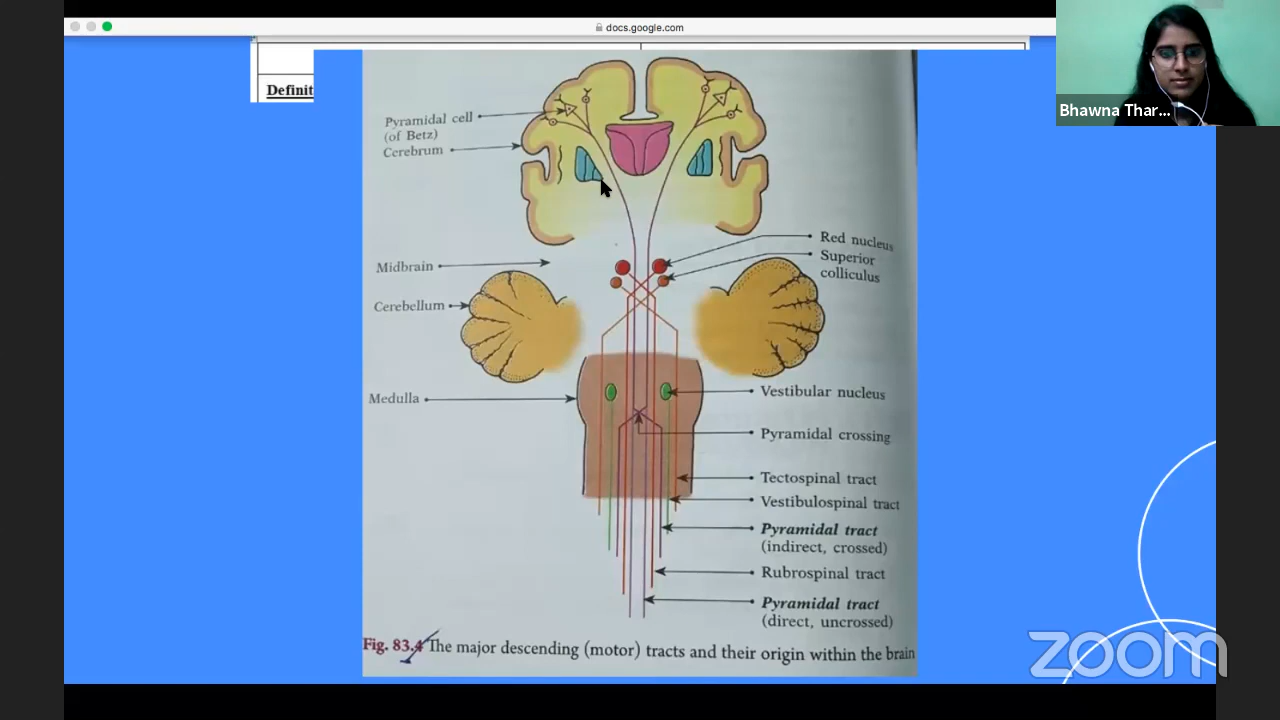 docs.google.com
Bhawna Thar...
Definit
Pyramidal cell
(of Betz)
Cerebrum
Red nucleus
Superior
colliculus
Midbrain
Cerebellum
Medulla
Vestibular nucleus
Pyramidal crossing
Tectospinal tract
Vestibulospinal tract
Pyramidal tract
(indirect, crossed)
Rubrospinal tract
Pyramidal tract
(direct, uncrossed)
Fig. 83.4 The major descending (motor) tracts and their origin within the brain
zoom